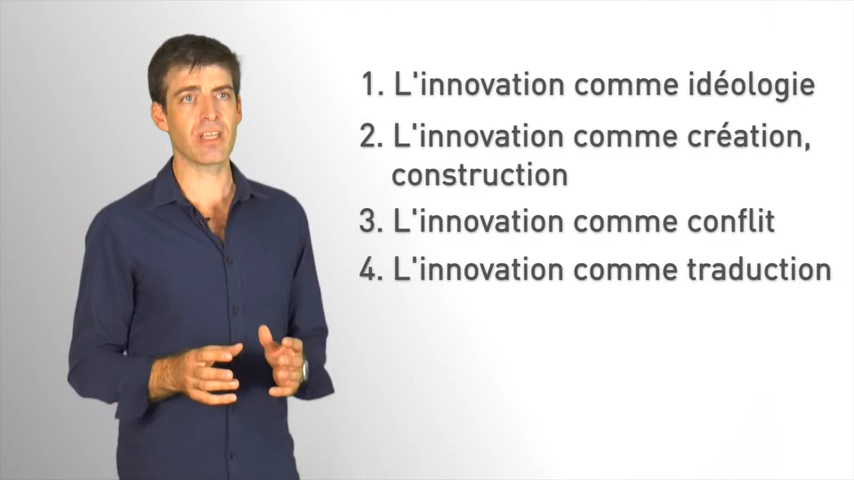 1. L'innovation comme idéologie
2. L'innovation comme création,
construction
3. L'innovation comme conflit
4. L'innovation comme traduction